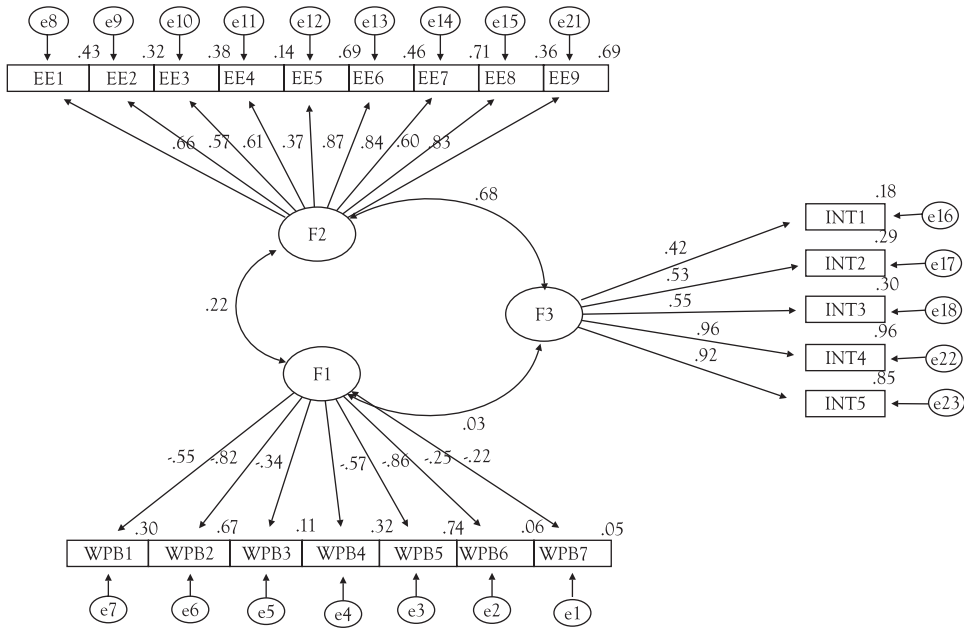 e8 e9 e10 e11 e12 e13 e14 e15 e21
.43 .32 .38 .14 .69 .46 .71 .36 .69
EE1 EE2 EE3 EE4 EE5 EE6 EE7 EE8 EE9
.66 .57 .61 .37 .87 .84 .60 .83
F2
.68
.18
INT1 e16
.29
.42
INT2 e17
.53
.30
.55
INT3 e18
F3
.22
.96
.96
INT4 e22
.92
.85
INT5 e23
F1
.03
-.55 -.82 -.34 -.57 -.86 -.25 -.22
.30 .67 .11 .32 .74 .06 .05
WPB1 WPB2 WPB3 WPB4 WPB5 WPB6 WPB7
e7 e6 e5 e4 e3 e2 e1